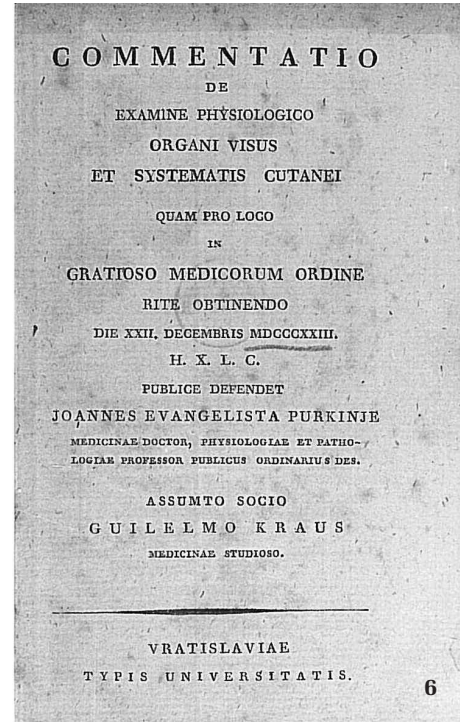 COMMENTATIO
DE
EXAMINE PHYSIOLOGICO
ORGANI VISUS
ET SYSTEMATIS CUTANEI
QUAM PRO LOCO
IN
GRATIOSO MEDICORUM ORDINE
RITE OBTINENDO
DIE XXII. DECEMBRIS MDCCCXXIII.
H. X. L. C.
PUBLICE DEFENDET
JOANNES EVANGELISTA PURKINJE
MEDICINAE DOCTOR, PHYSIOLOGIAE ET PATHO-
LOGIAE PROFESSOR PUBLICUS ORDINARIUS DES.
ASSUMTO SOCIO
GUILELMO KRAUS
MEDICINAE STUDIOSO.
VRATISLAVIAE
TYPIS UNIVERSITATIS.
6